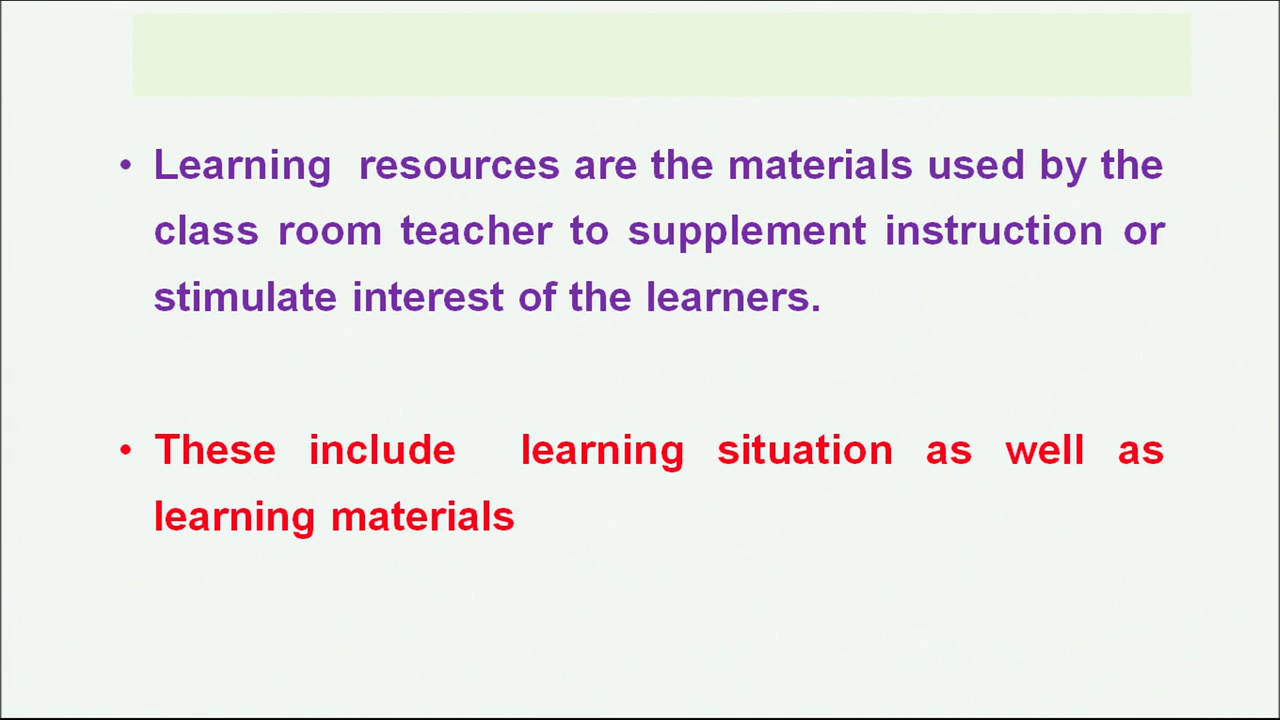 • Learning resources are the materials used by the
class room teacher to supplement instruction or
stimulate interest of the learners.
• These include learning situation as well as
learning materials